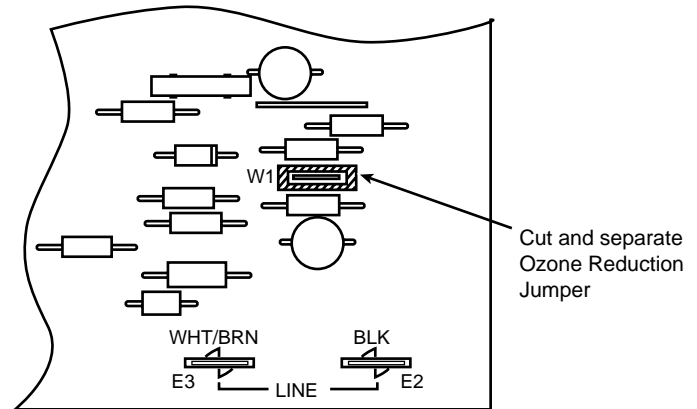 W1
Cut and separate
Ozone Reduction
Jumper
WHT/BRN
BLK
E3
LINE
E2